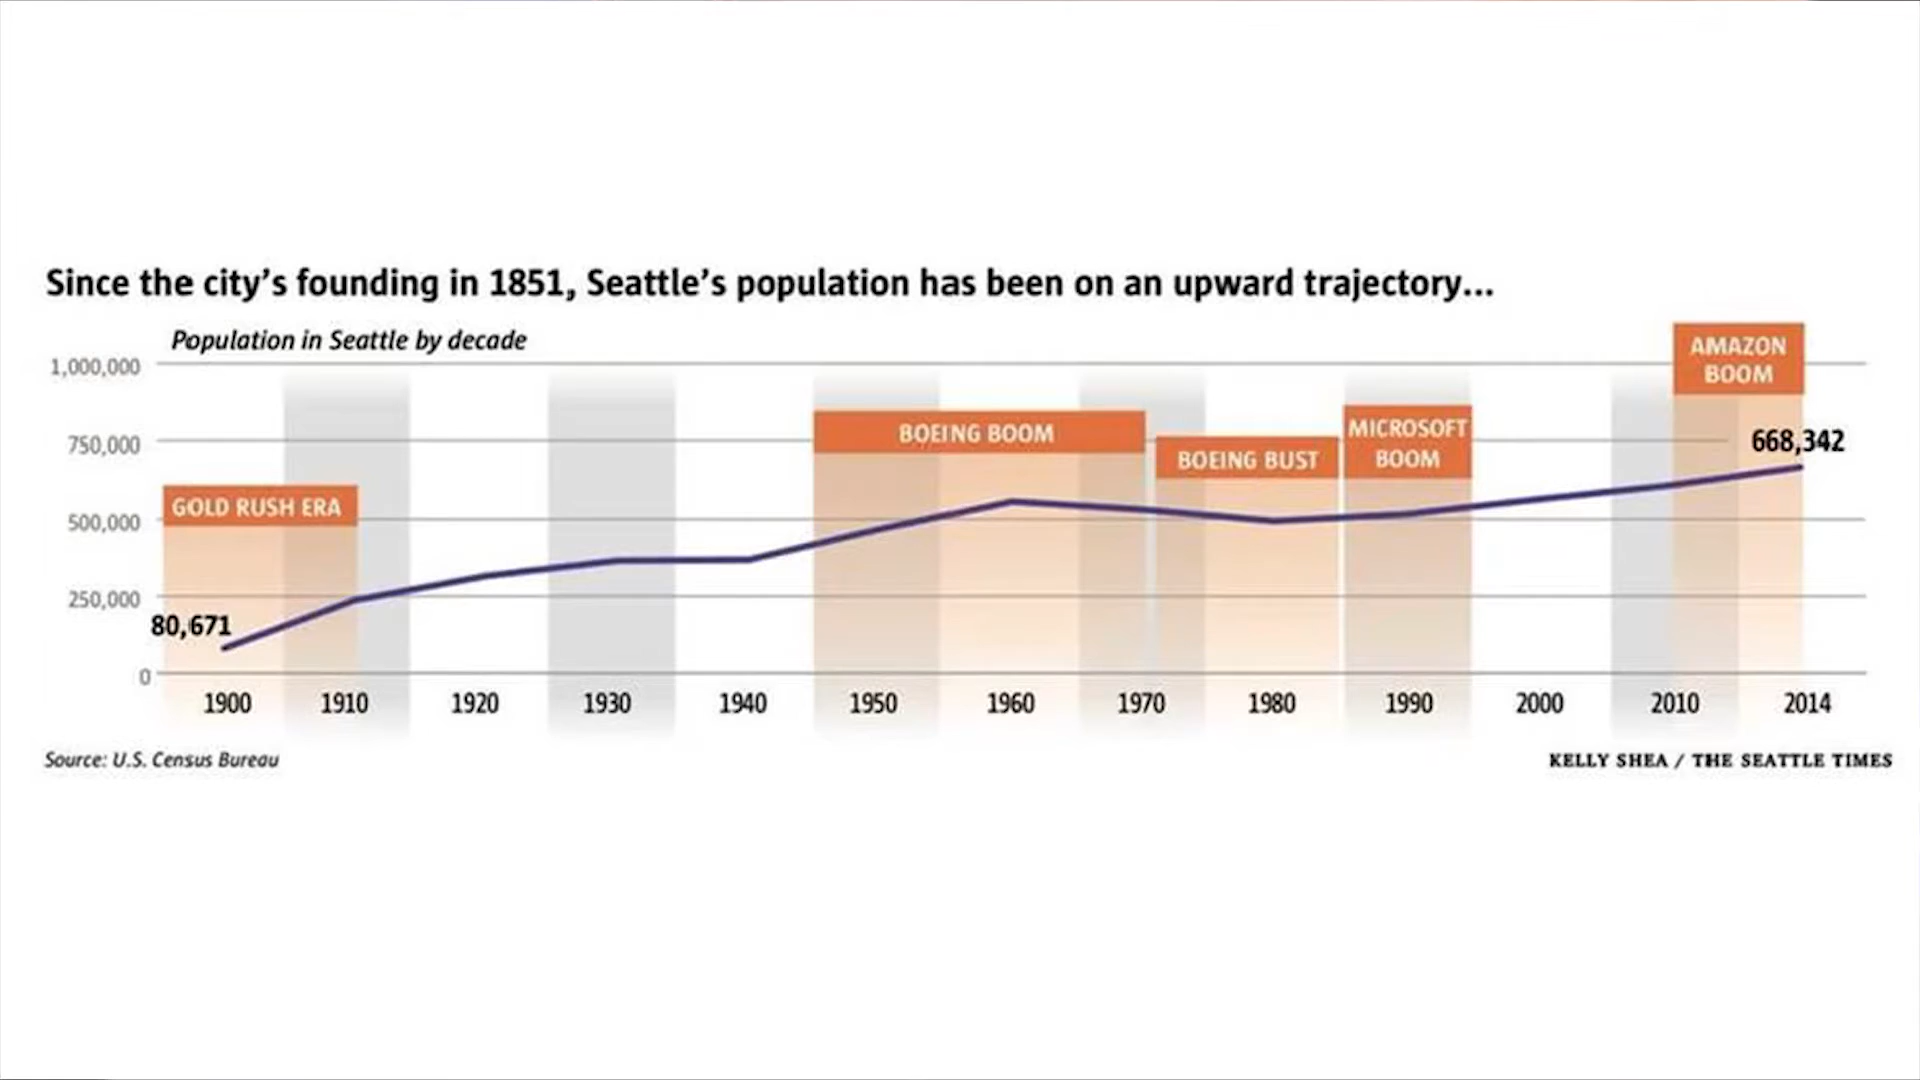 Since the city's founding in 1851, Seattle's population has been on an upward trajectory...
Population in Seattle by decade
1,000,000
750,000
500,000
250,000
0
GOLD RUSH ERA
BOEING BOOM
BOEING BUST
MICROSOFT
BOOM
AMAZON
BOOM
80,671
668,342
1900 1910 1920 1930 1940 1950 1960 1970 1980 1990 2000 2010 2014
Source: U.S. Census Bureau
KELLY SHEA / THE SEATTLE TIMES